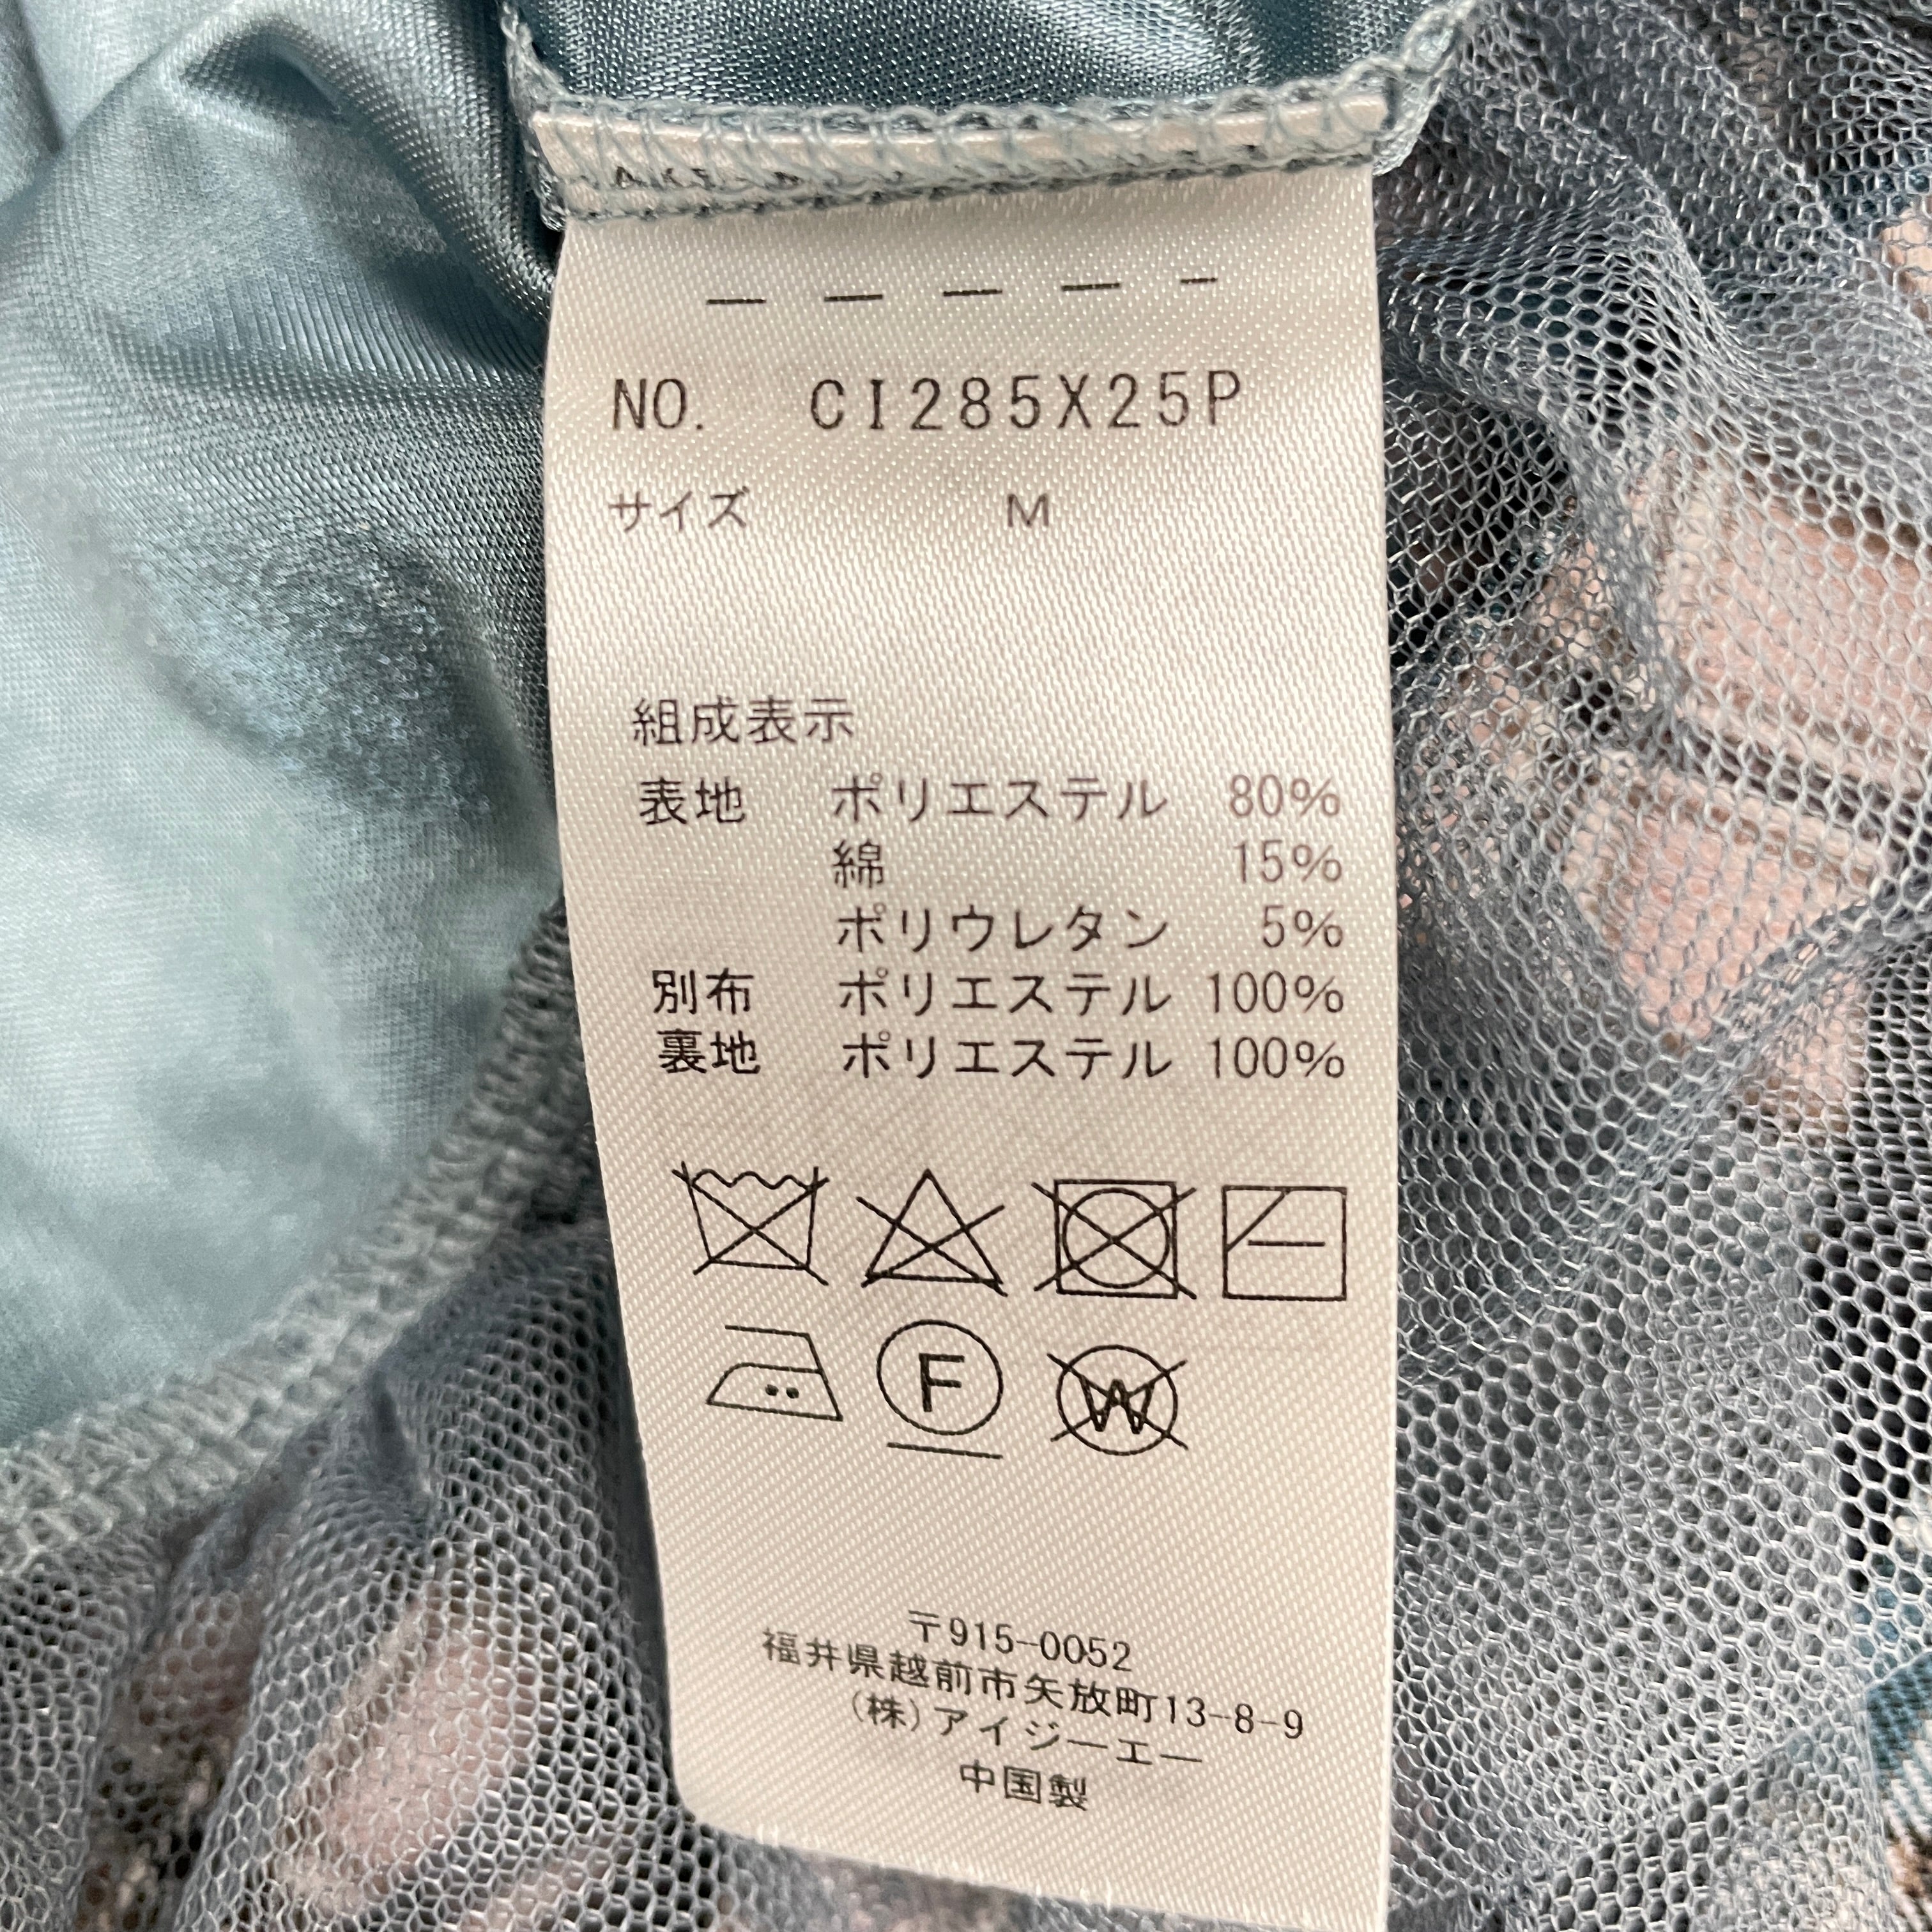 NO. CI285X25P
サイズ M
組成表示
表地 ポリエステル 80%
綿 15%
ポリウレタン 5%
別布 ポリエステル 100%
裏地 ポリエステル 100%
F W
〒915-0052
福井県越前市矢放町13-8-9
(株)アイジーエー
中国製